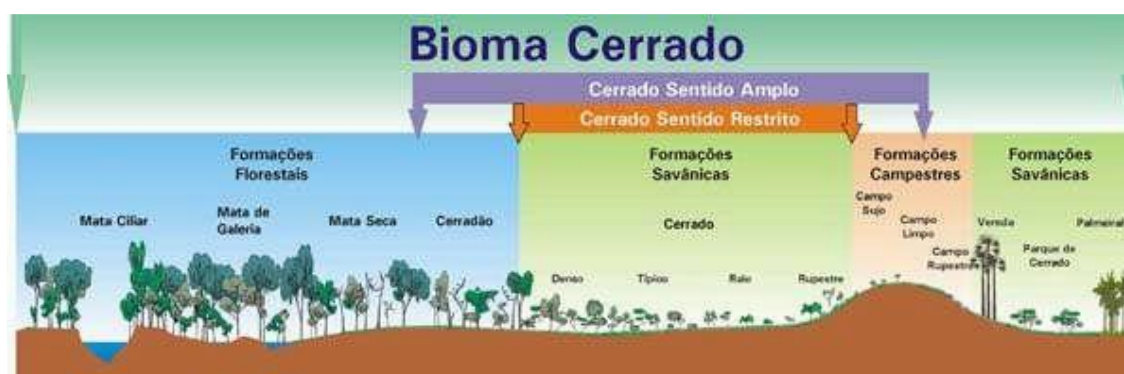 Bioma Cerrado
Cerrado Sentido Amplo
Cerrado Sentido Restrito
Formações
Florestais
Formações
Savânicas
Formações
Campestres
Formações
Savânicas
Mata Ciliar
Mata de
Galeria
Mata Seca
Cerradão
Cerrado
Denso
Típico
Ralo
Rupestre
Campo
Sujo
Campo
Limpo
Campo
Rupestre
Vereda
Parque de
Cerrado
Palmeiral